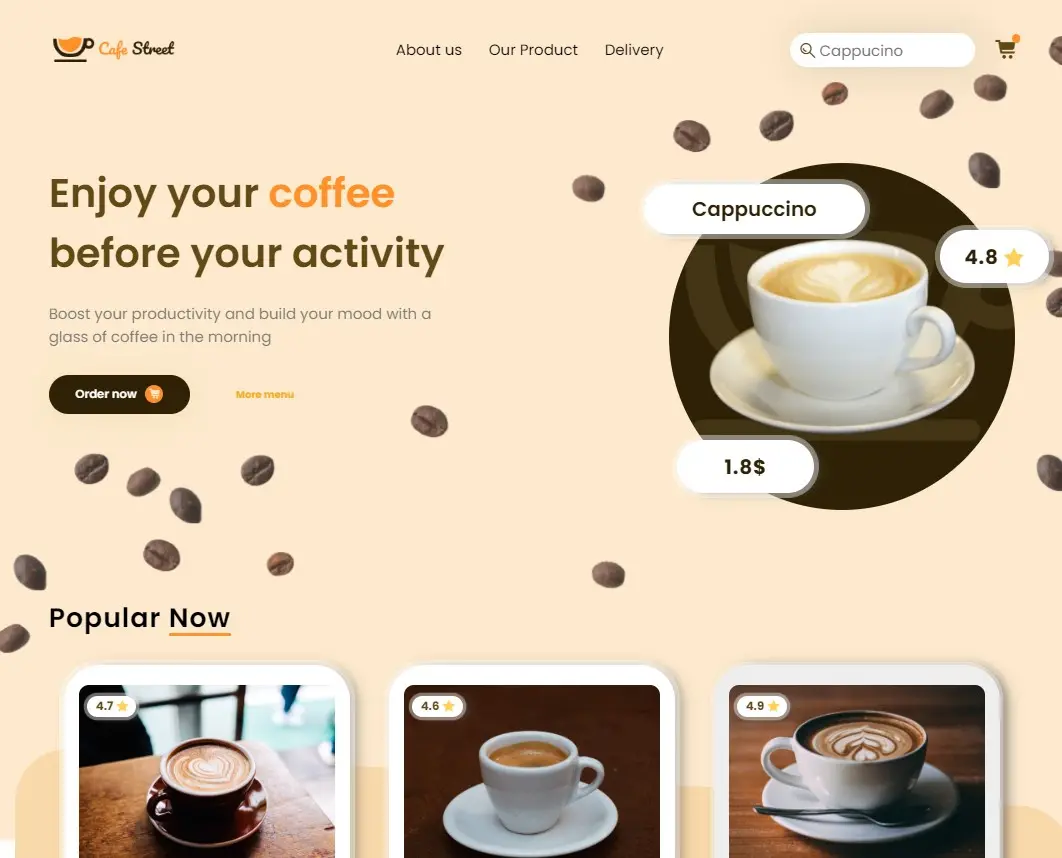 Cafe Street
About us
Our Product
Delivery
Cappucino
Enjoy your coffee
before your activity
Boost your productivity and build your mood with a
glass of coffee in the morning
Order now
More menu
Cappuccino
4.8
1.8$
Popular Now
4.7
4.6
4.9